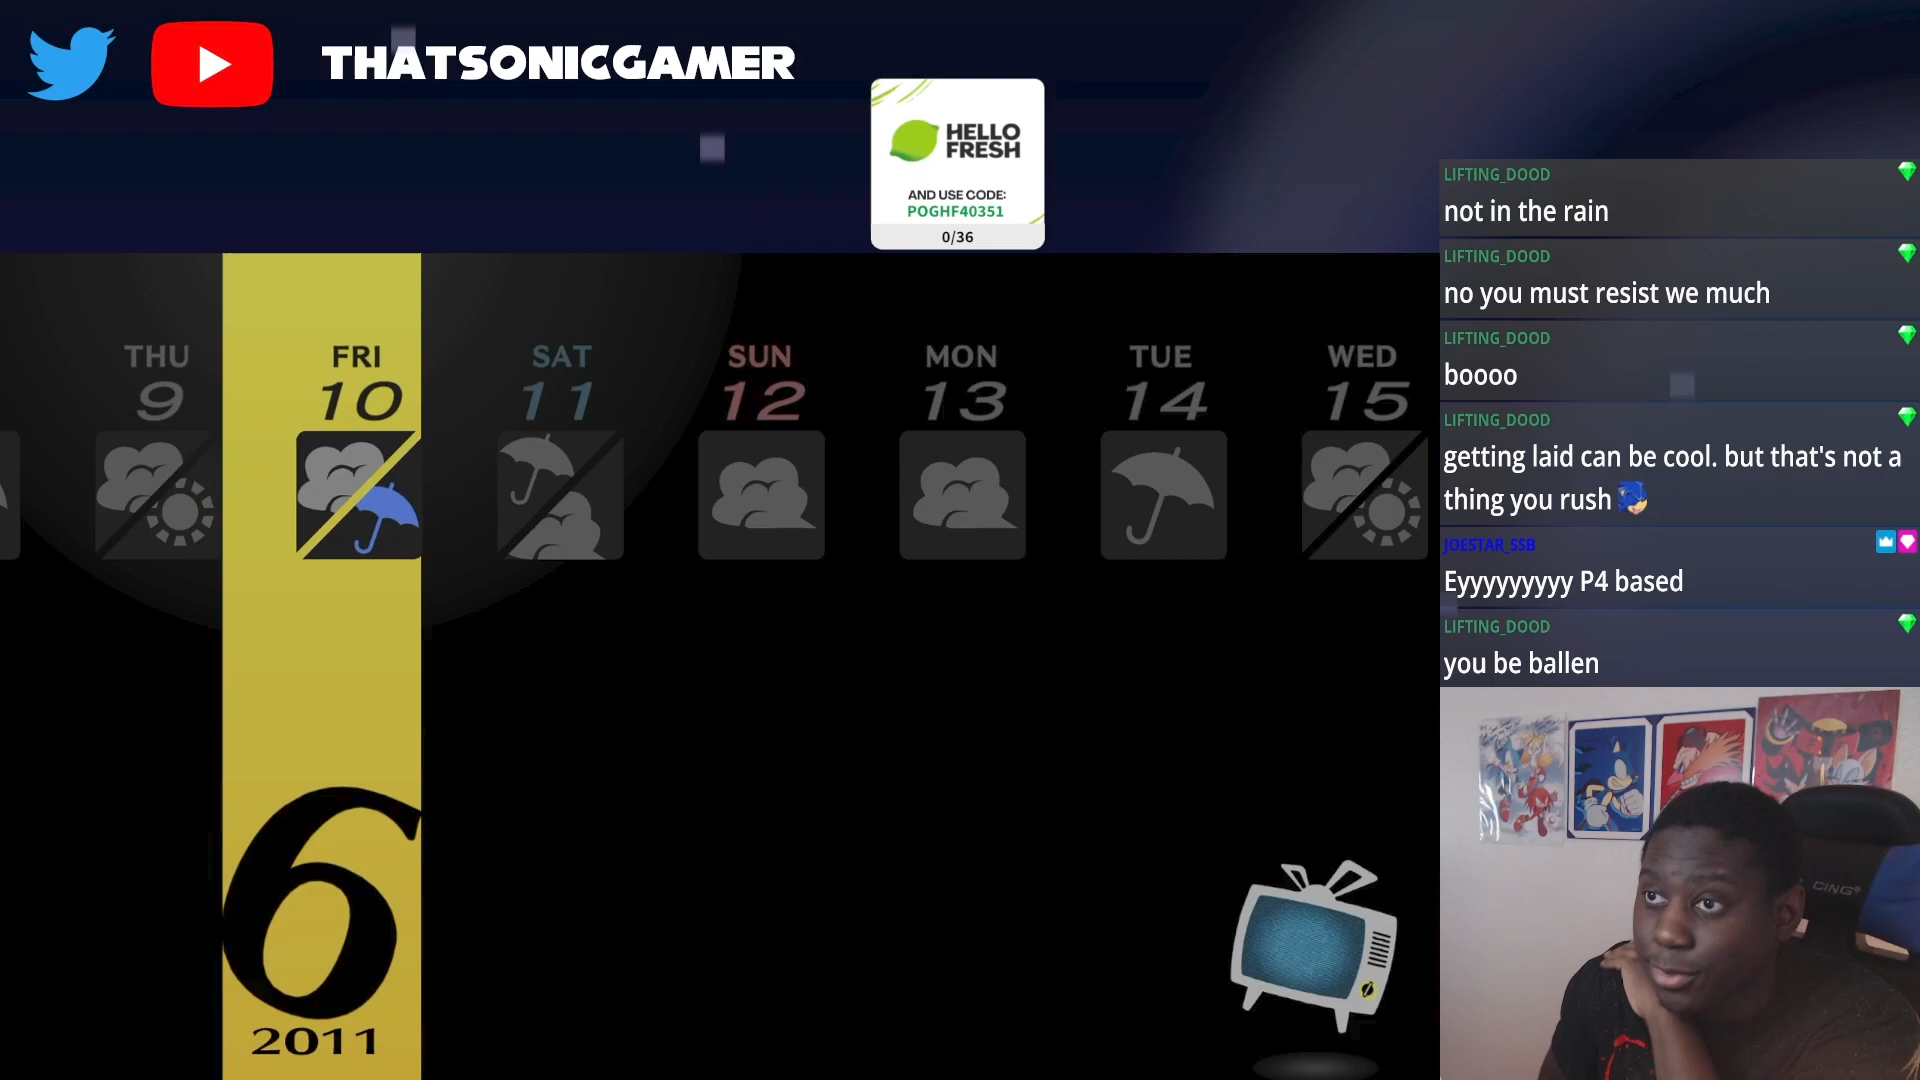 THATSONICGAMER
HELLO
FRESH
AND USE CODE:
POGHF40351
0/36
THU
9
FRI
10
SAT
11
SUN
12
MON
13
TUE
14
WED
15
6
2011
LIFTING_DOOD
not in the rain
LIFTING_DOOD
no you must resist we much
LIFTING_DOOD
boooo
LIFTING_DOOD
getting laid can be cool. but that's not a
thing you rush
JOESTAR_SSB
Eyyyyyyyyy P4 based
LIFTING_DOOD
you be ballen
CING